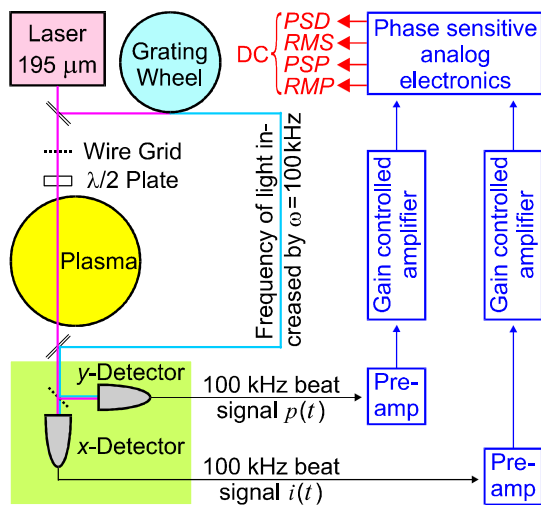 Laser
195 μm
Grating
Wheel
DC
PSD
RMS
PSP
RMP
Phase sensitive
analog
electronics
Wire Grid
λ/2 Plate
Plasma
Frequency of light in-
creased by ω=100kHz
Gain controlled
amplifier
Gain controlled
amplifier
y-Detector
x-Detector
100 kHz beat
signal p(t)
Pre-
amp
100 kHz beat
signal i(t)
Pre-
amp